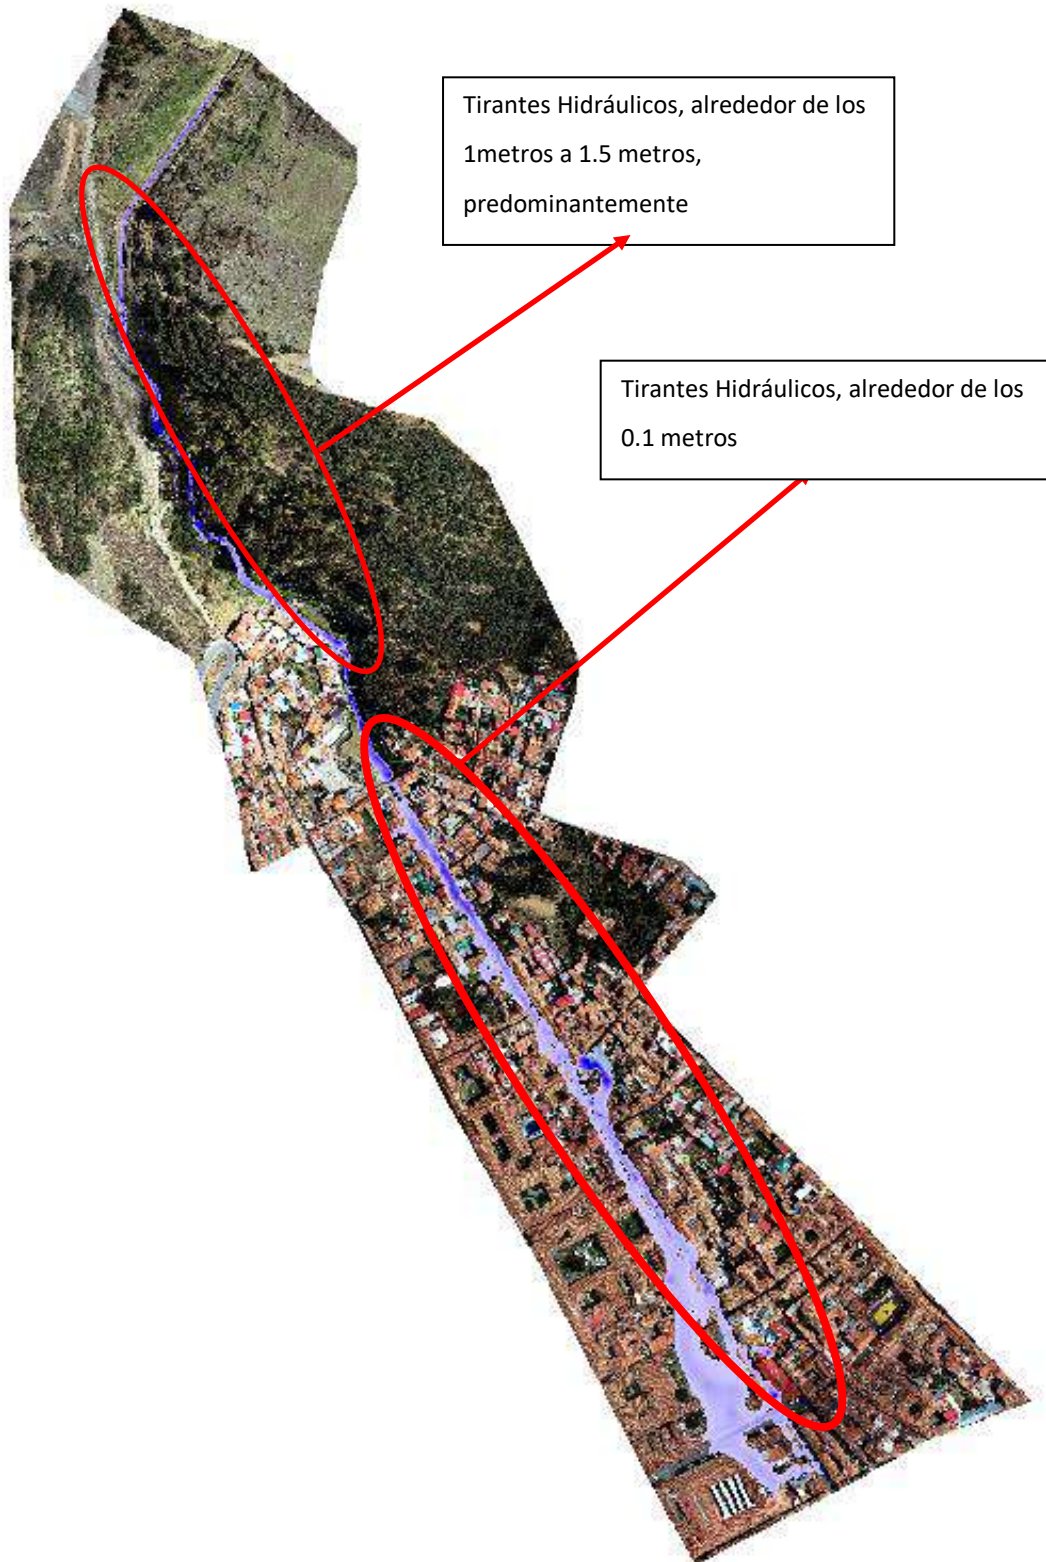 Tirantes Hidráulicos, alrededor de los
1metros a 1.5 metros,
predominantemente
Tirantes Hidráulicos, alrededor de los
0.1 metros